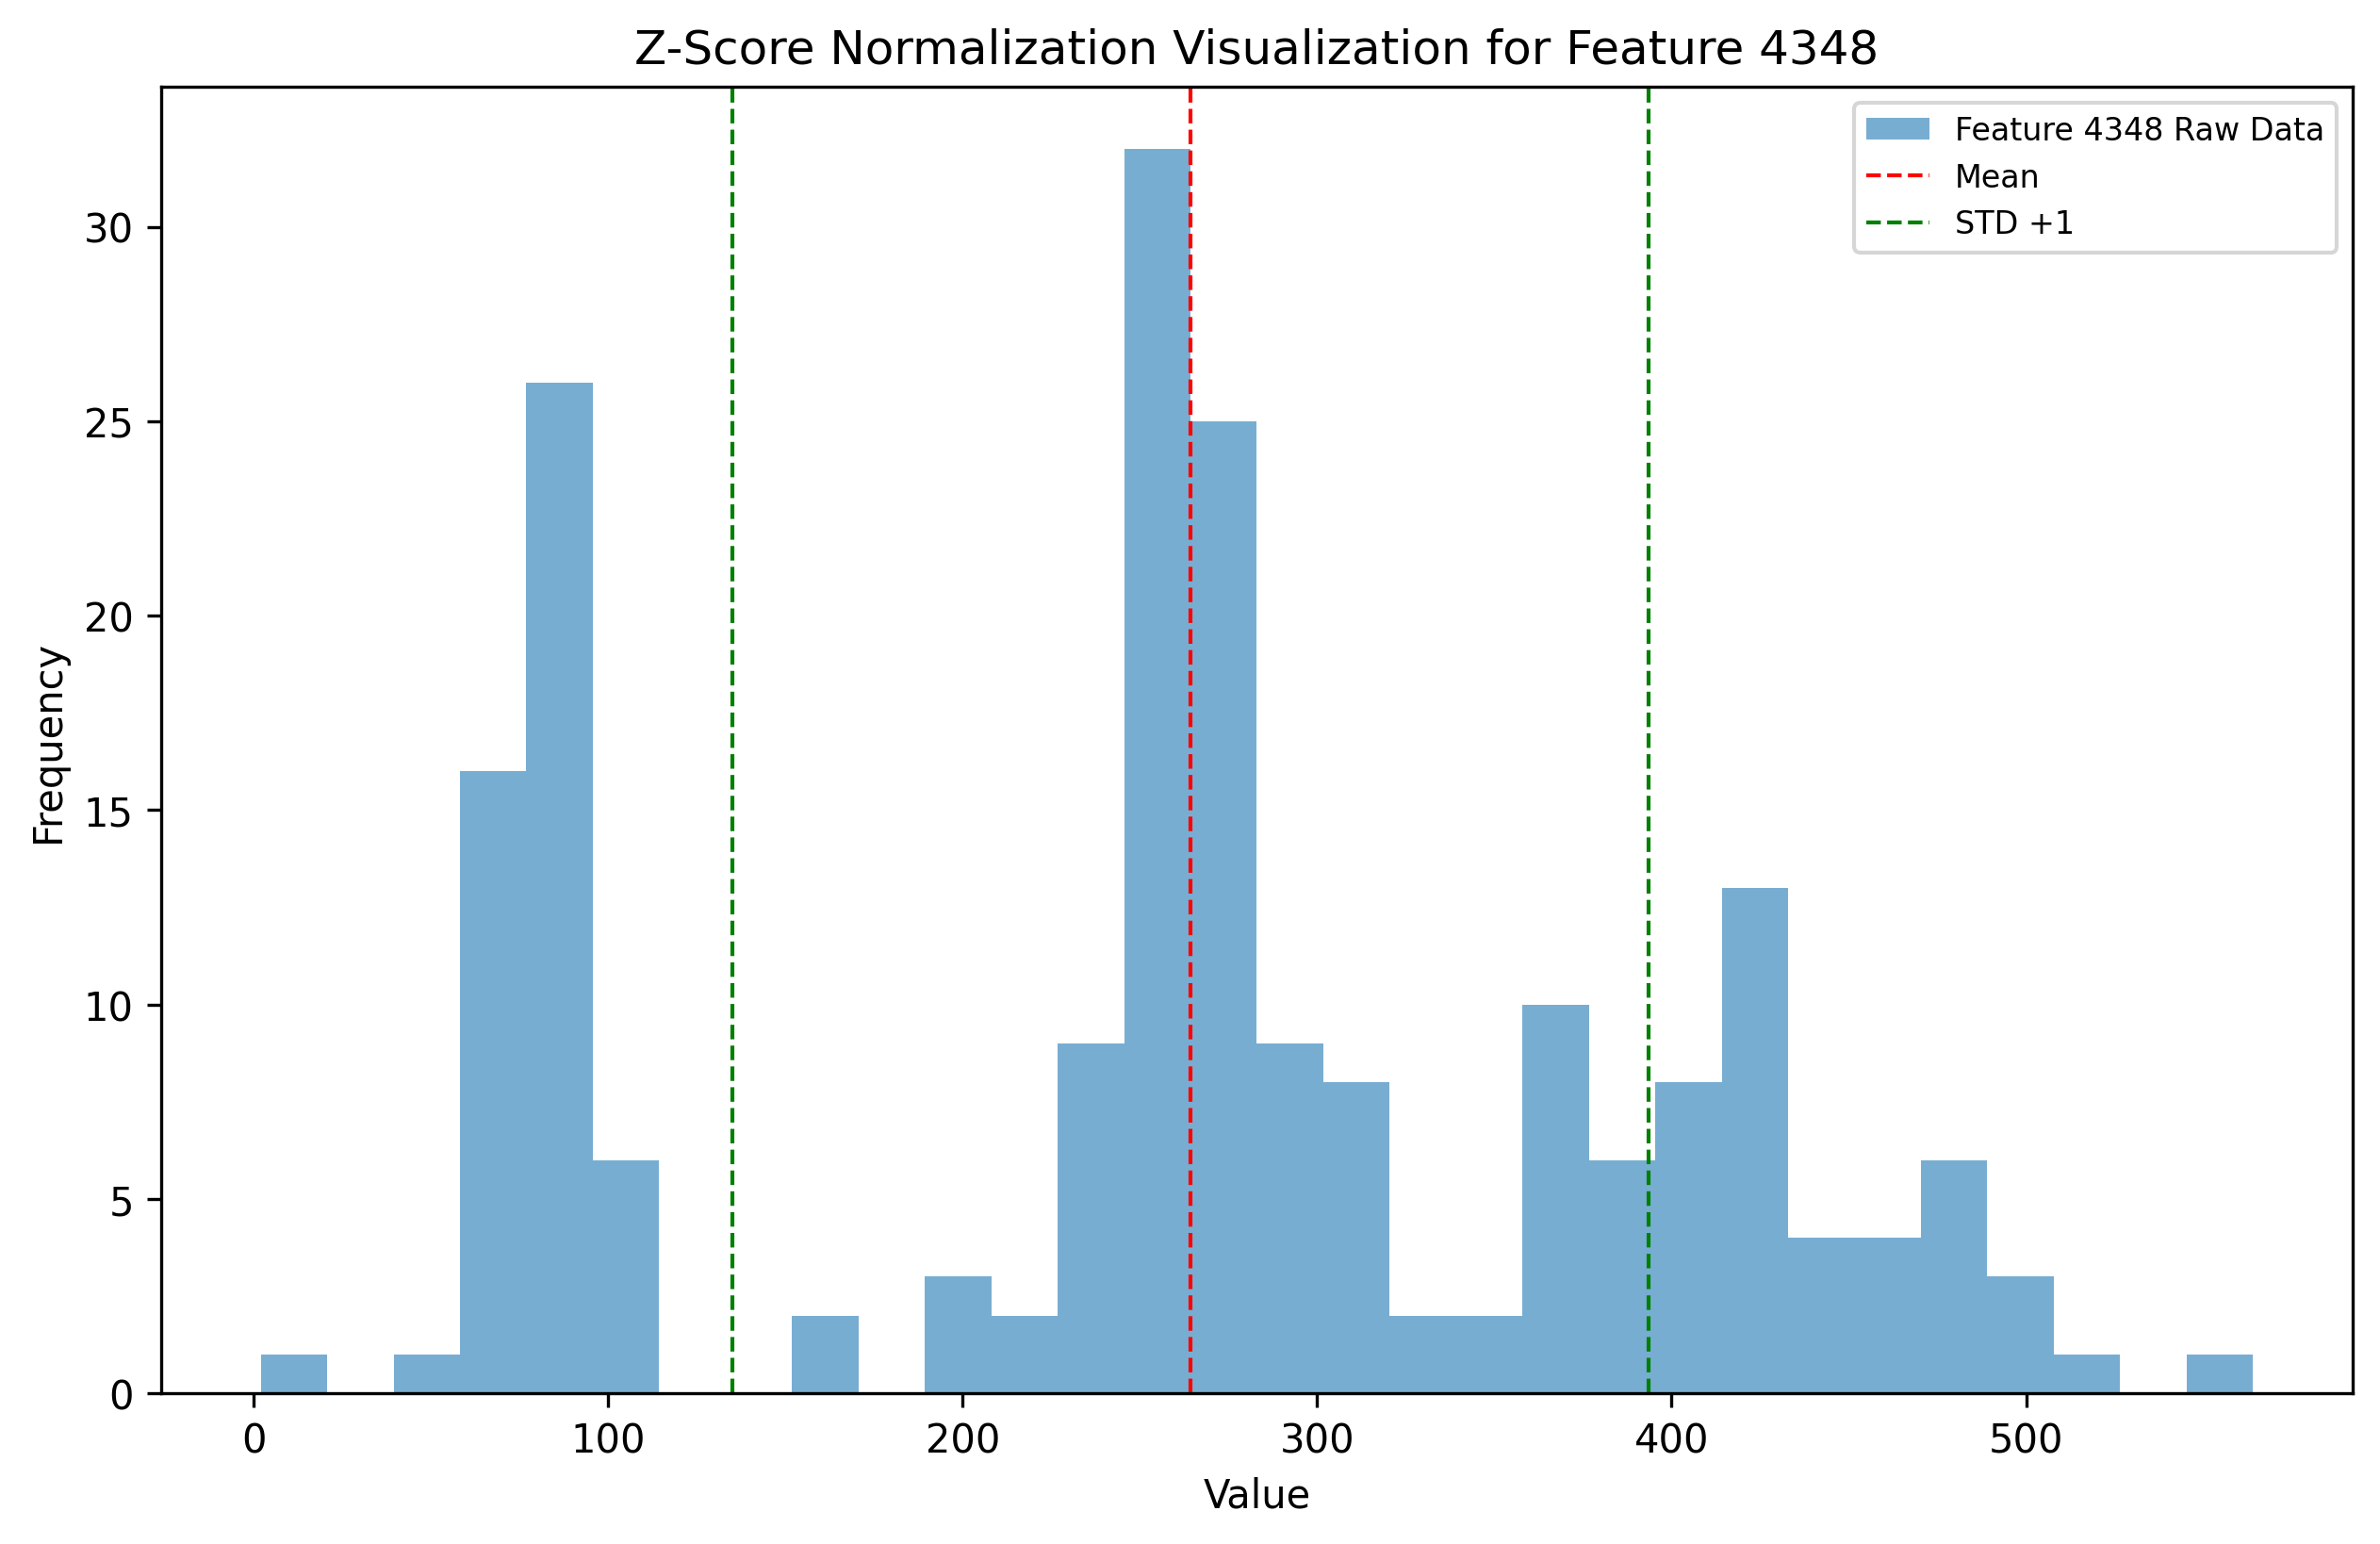 Z-Score Normalization Visualization for Feature 4348
Feature 4348 Raw Data
Mean
STD +1
30
25
20
15
10
5
0
Frequency
0 100 200 300 400 500
Value